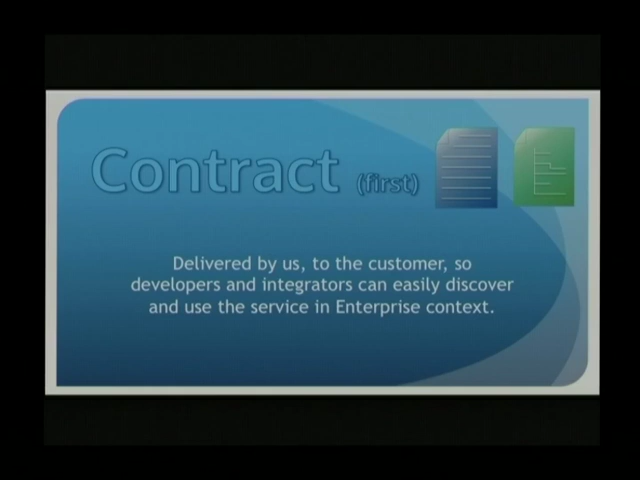 Contract (first)
Delivered by us, to the customer, so
developers and integrators can easily discover
and use the service in Enterprise context.